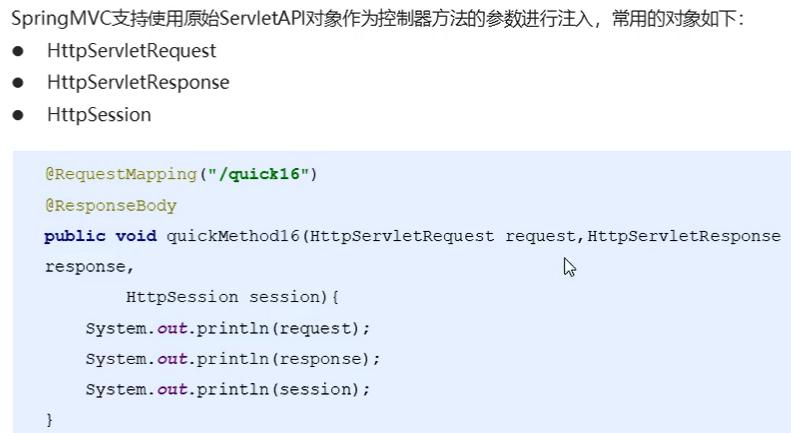 SpringMVC支持使用原始ServletAPI对象作为控制器方法的参数进行注入，常用的对象如下：
● HttpServletRequest
● HttpServletResponse
● HttpSession
@RequestMapping("/quick16")
@ResponseBody
public void quickMethod16(HttpServletRequest request,HttpServletResponse
response,
HttpSession session){
System.out.println(request);
System.out.println(response);
System.out.println(session);
}